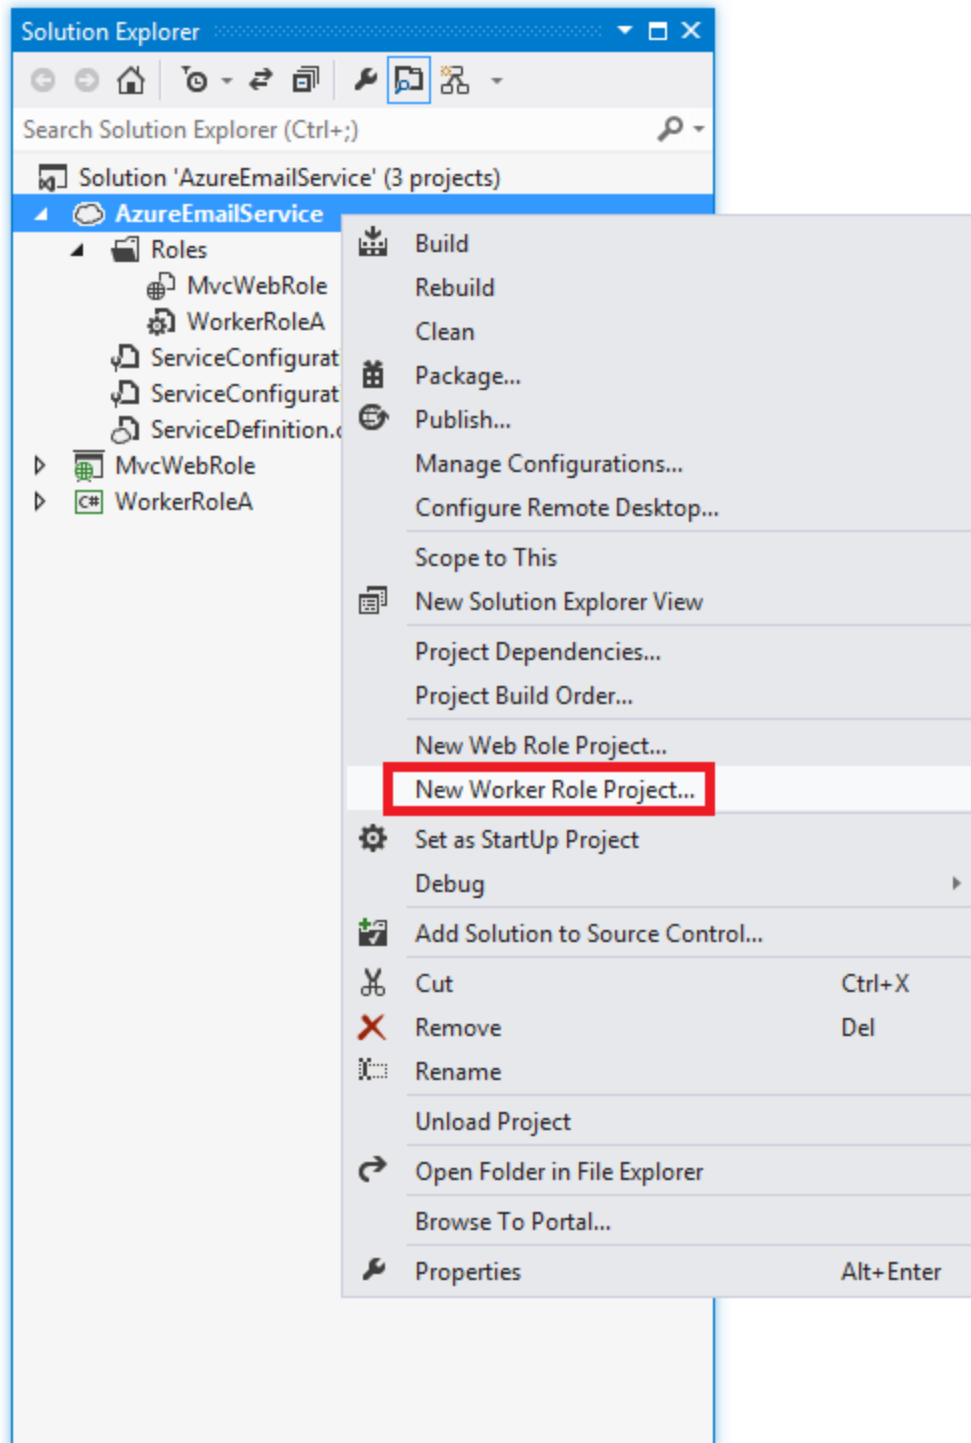 Solution Explorer
Search Solution Explorer (Ctrl+;)
Solution 'AzureEmailService' (3 projects)
AzureEmailService
Roles
MvcWebRole
WorkerRoleA
ServiceConfigurat
ServiceConfigurat
ServiceDefinition.c
MvcWebRole
C# WorkerRoleA
Build
Rebuild
Clean
Package...
Publish...
Manage Configurations...
Configure Remote Desktop...
Scope to This
New Solution Explorer View
Project Dependencies...
Project Build Order...
New Web Role Project...
New Worker Role Project...
Set as StartUp Project
Debug
Add Solution to Source Control...
Cut Ctrl+X
Remove Del
Rename
Unload Project
Open Folder in File Explorer
Browse To Portal...
Properties Alt+Enter